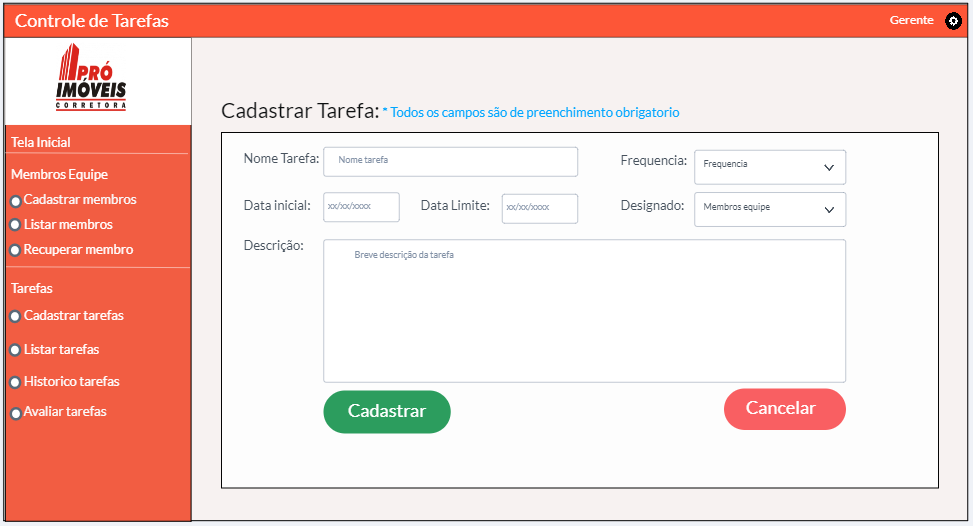 Controle de Tarefas
Gerente
PRÓ
IMÓVEIS
CORRETORA
Tela Inicial
Membros Equipe
Cadastrar membros
Listar membros
Recuperar membro
Tarefas
Cadastrar tarefas
Listar tarefas
Historico tarefas
Avaliar tarefas
Cadastrar Tarefa: * Todos os campos são de preenchimento obrigatorio
Nome Tarefa: Nome tarefa Frequencia: Frequencia
Data inicial: xx/xx/xxxx Data Limite: xx/xx/xxxx Designado: Membros equipe
Descrição: Breve descrição da tarefa
Cadastrar Cancelar